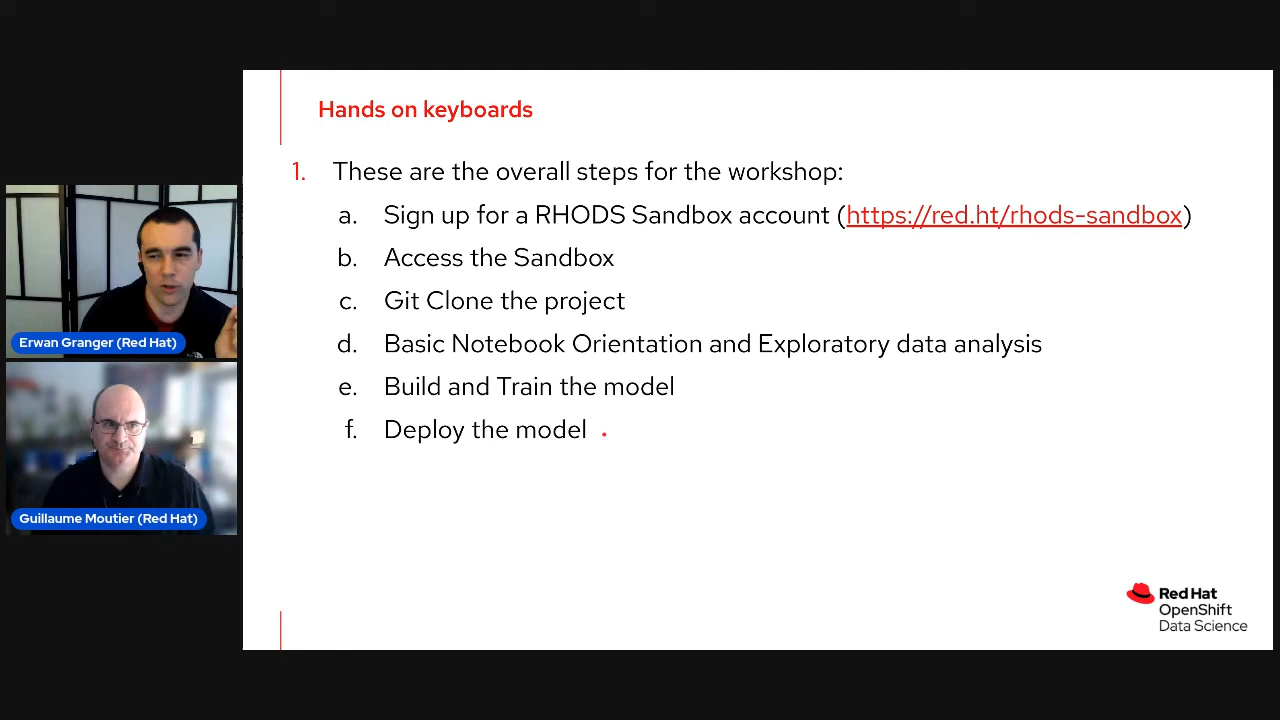 Hands on keyboards
1. These are the overall steps for the workshop:
a. Sign up for a RHODS Sandbox account (https://red.ht/rhods-sandbox)
b. Access the Sandbox
c. Git Clone the project
d. Basic Notebook Orientation and Exploratory data analysis
e. Build and Train the model
f. Deploy the model
Erwan Granger (Red Hat)
Guillaume Moutier (Red Hat)
Red Hat
OpenShift
Data Science